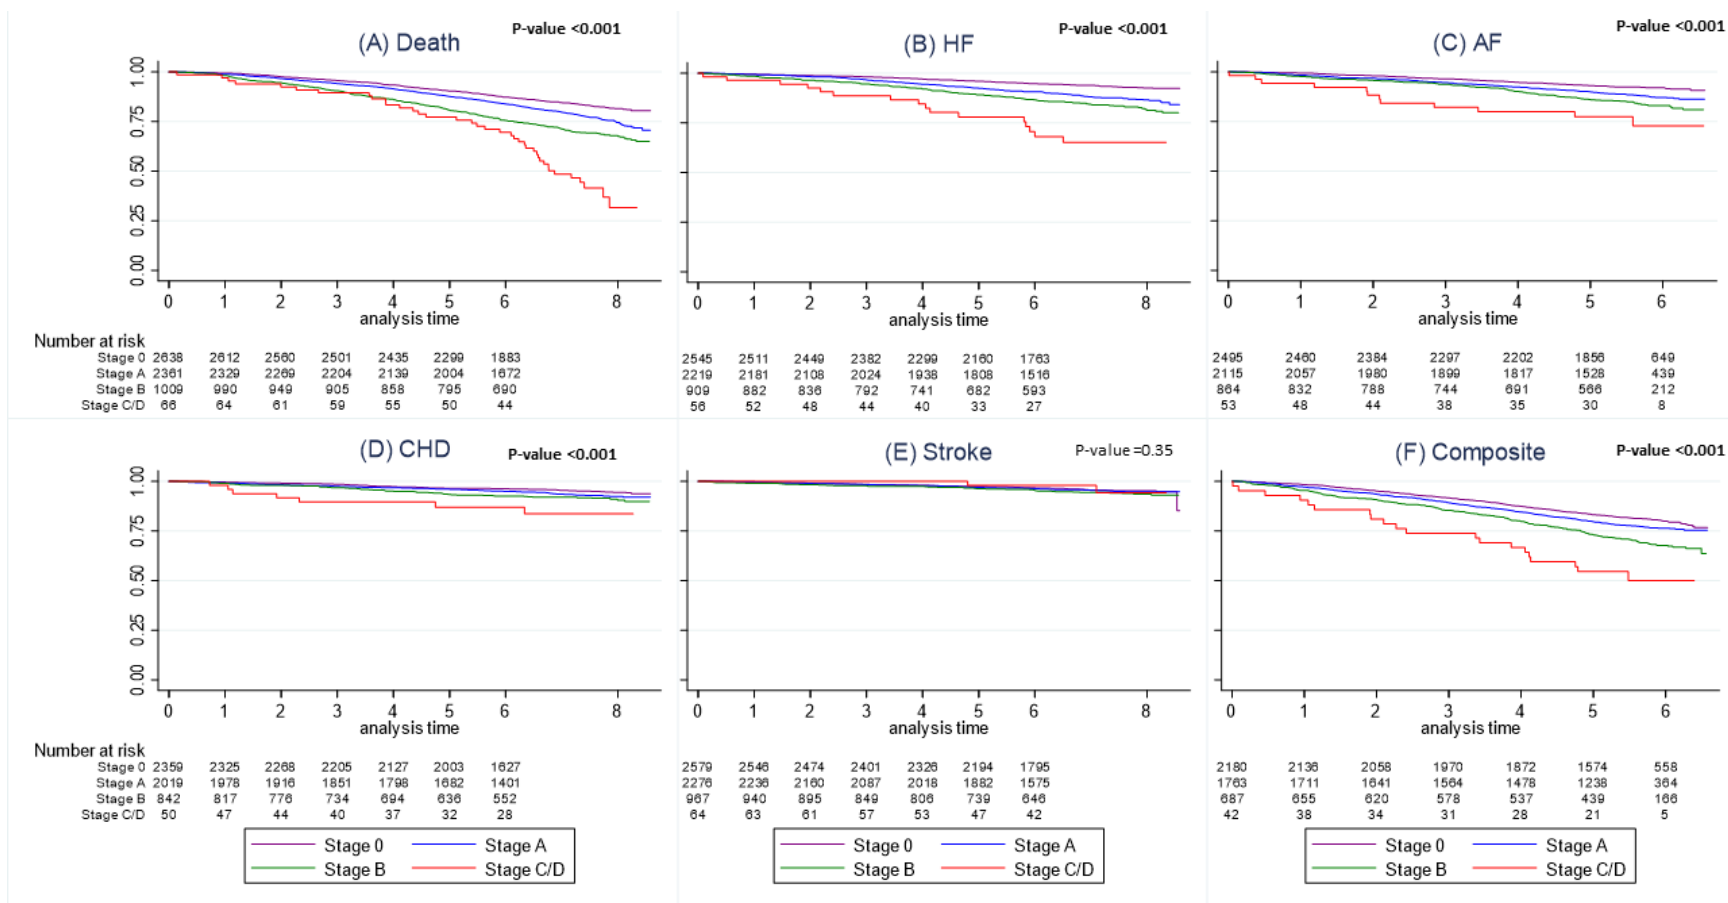 (A) Death P-value <0.001
1.00
0.75
0.50
0.25
0.00
0 1 2 3 4 5 6 8
analysis time
Number at risk
Stage 0 2638 2612 2560 2501 2435 2299 1883
Stage A 2361 2329 2269 2204 2139 2004 1672
Stage B 1009 990 949 905 858 795 690
Stage C/D 66 64 61 59 55 50 44
(B) HF P-value <0.001
0 1 2 3 4 5 6 8
analysis time
2545 2511 2449 2382 2299 2160 1763
2219 2181 2108 2024 1938 1808 1516
909 882 836 792 741 682 593
56 52 48 44 40 33 27
(C) AF P-value <0.001
0 1 2 3 4 5 6
analysis time
2495 2460 2384 2297 2202 1856 649
2115 2057 1980 1899 1817 1528 439
864 832 788 744 691 566 212
53 48 44 38 35 30 8
(D) CHD P-value <0.001
1.00
0.75
0.50
0.25
0.00
0 1 2 3 4 5 6 8
analysis time
Number at risk
Stage 0 2359 2325 2268 2205 2127 2003 1627
Stage A 2019 1978 1916 1851 1798 1682 1401
Stage B 842 817 776 734 694 636 552
Stage C/D 50 47 44 40 37 32 28
Stage 0 Stage A
Stage B Stage C/D
(E) Stroke P-value =0.35
0 1 2 3 4 5 6 8
analysis time
2579 2546 2474 2401 2326 2194 1795
2276 2236 2160 2087 2018 1882 1575
967 940 895 849 806 739 646
64 63 61 57 53 47 42
Stage 0 Stage A
Stage B Stage C/D
(F) Composite P-value <0.001
0 1 2 3 4 5 6
analysis time
2180 2136 2058 1970 1872 1574 558
1763 1711 1641 1564 1478 1238 364
687 655 620 578 537 439 166
42 38 34 31 28 21 5
Stage 0 Stage A
Stage B Stage C/D